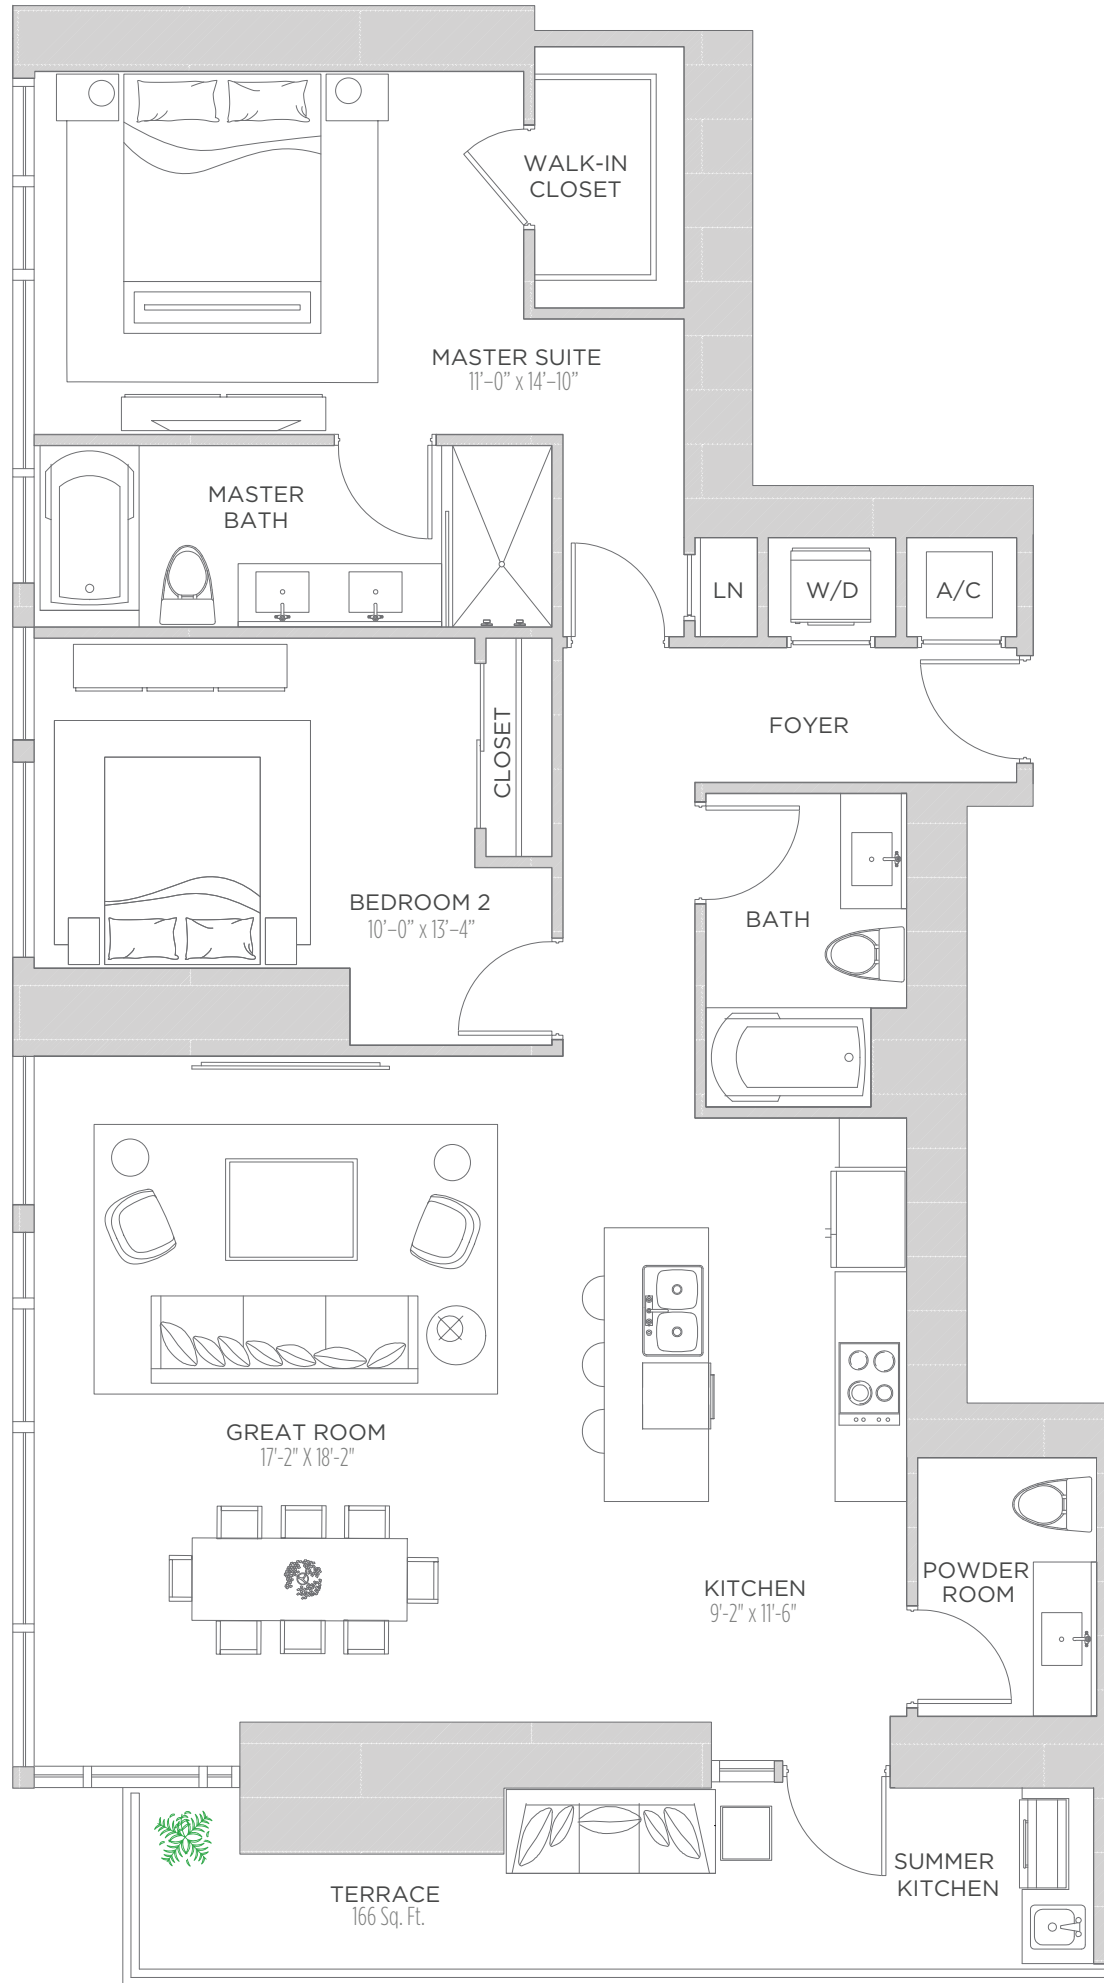 WALK-IN
CLOSET
MASTER SUITE
11'–0” x 14'–10”
MASTER
BATH
LN
W/D
A/C
FOYER
CLOSET
BEDROOM 2
10'–0” x 13'–4”
BATH
GREAT ROOM
17'-2" X 18'-2"
KITCHEN
9'-2" x 11'-6"
POWDER
ROOM
SUMMER
KITCHEN
TERRACE
166 Sq. Ft.